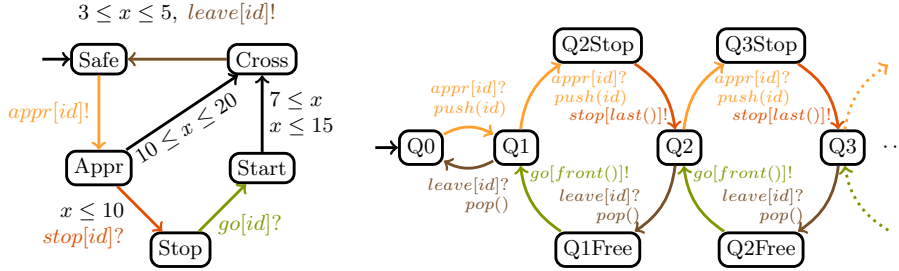 3 ≤ x ≤ 5, leave[id]!
Safe
Cross
appr[id]!
10 ≤ x ≤ 20
7 ≤ x
x ≤ 15
Appr
Start
x ≤ 10
stop[id]?
go[id]?
Stop
Q2Stop
Q3Stop
appr[id]?
push(id)
appr[id]?
push(id)
stop[last()]!
appr[id]?
push(id)
stop[last()]!
Q0
Q1
Q2
Q3
··
leave[id]?
pop()
go[front()]!
leave[id]?
pop()
go[front()]!
leave[id]?
pop()
Q1Free
Q2Free